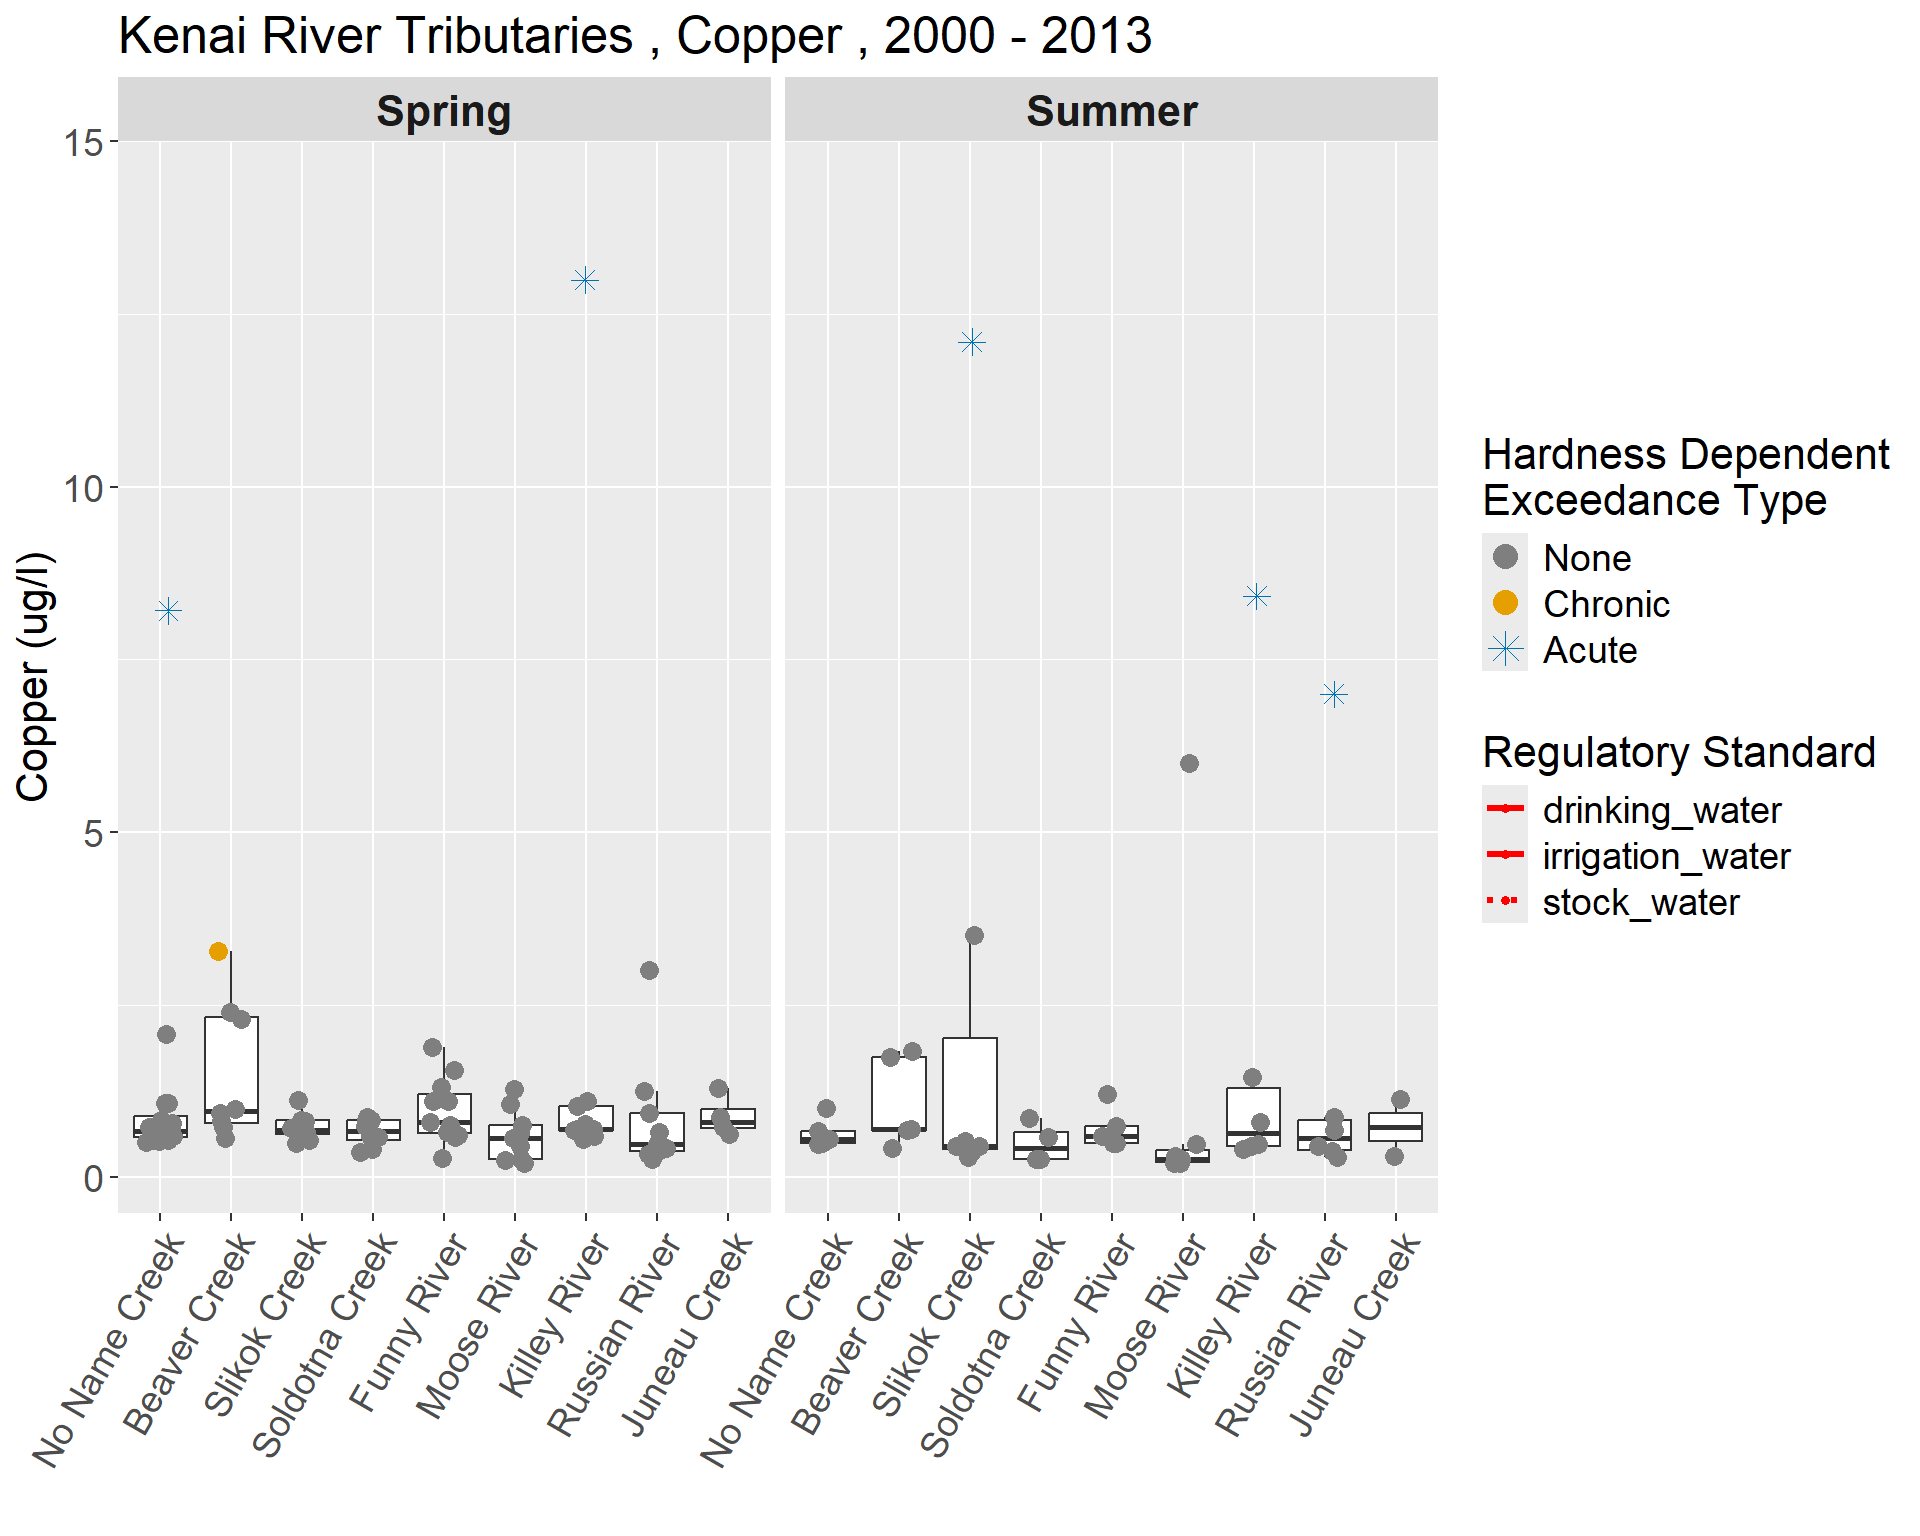 Kenai River Tributaries , Copper , 2000 - 2013
Spring
Summer
15
10
5
0
Copper (ug/l)
No Name Creek
Beaver Creek
Slikok Creek
Soldotna Creek
Funny River
Moose River
Killey River
Russian River
Juneau Creek
No Name Creek
Beaver Creek
Slikok Creek
Soldotna Creek
Funny River
Moose River
Killey River
Russian River
Juneau Creek
Hardness Dependent
Exceedance Type
None
Chronic
Acute
Regulatory Standard
drinking_water
irrigation_water
stock_water